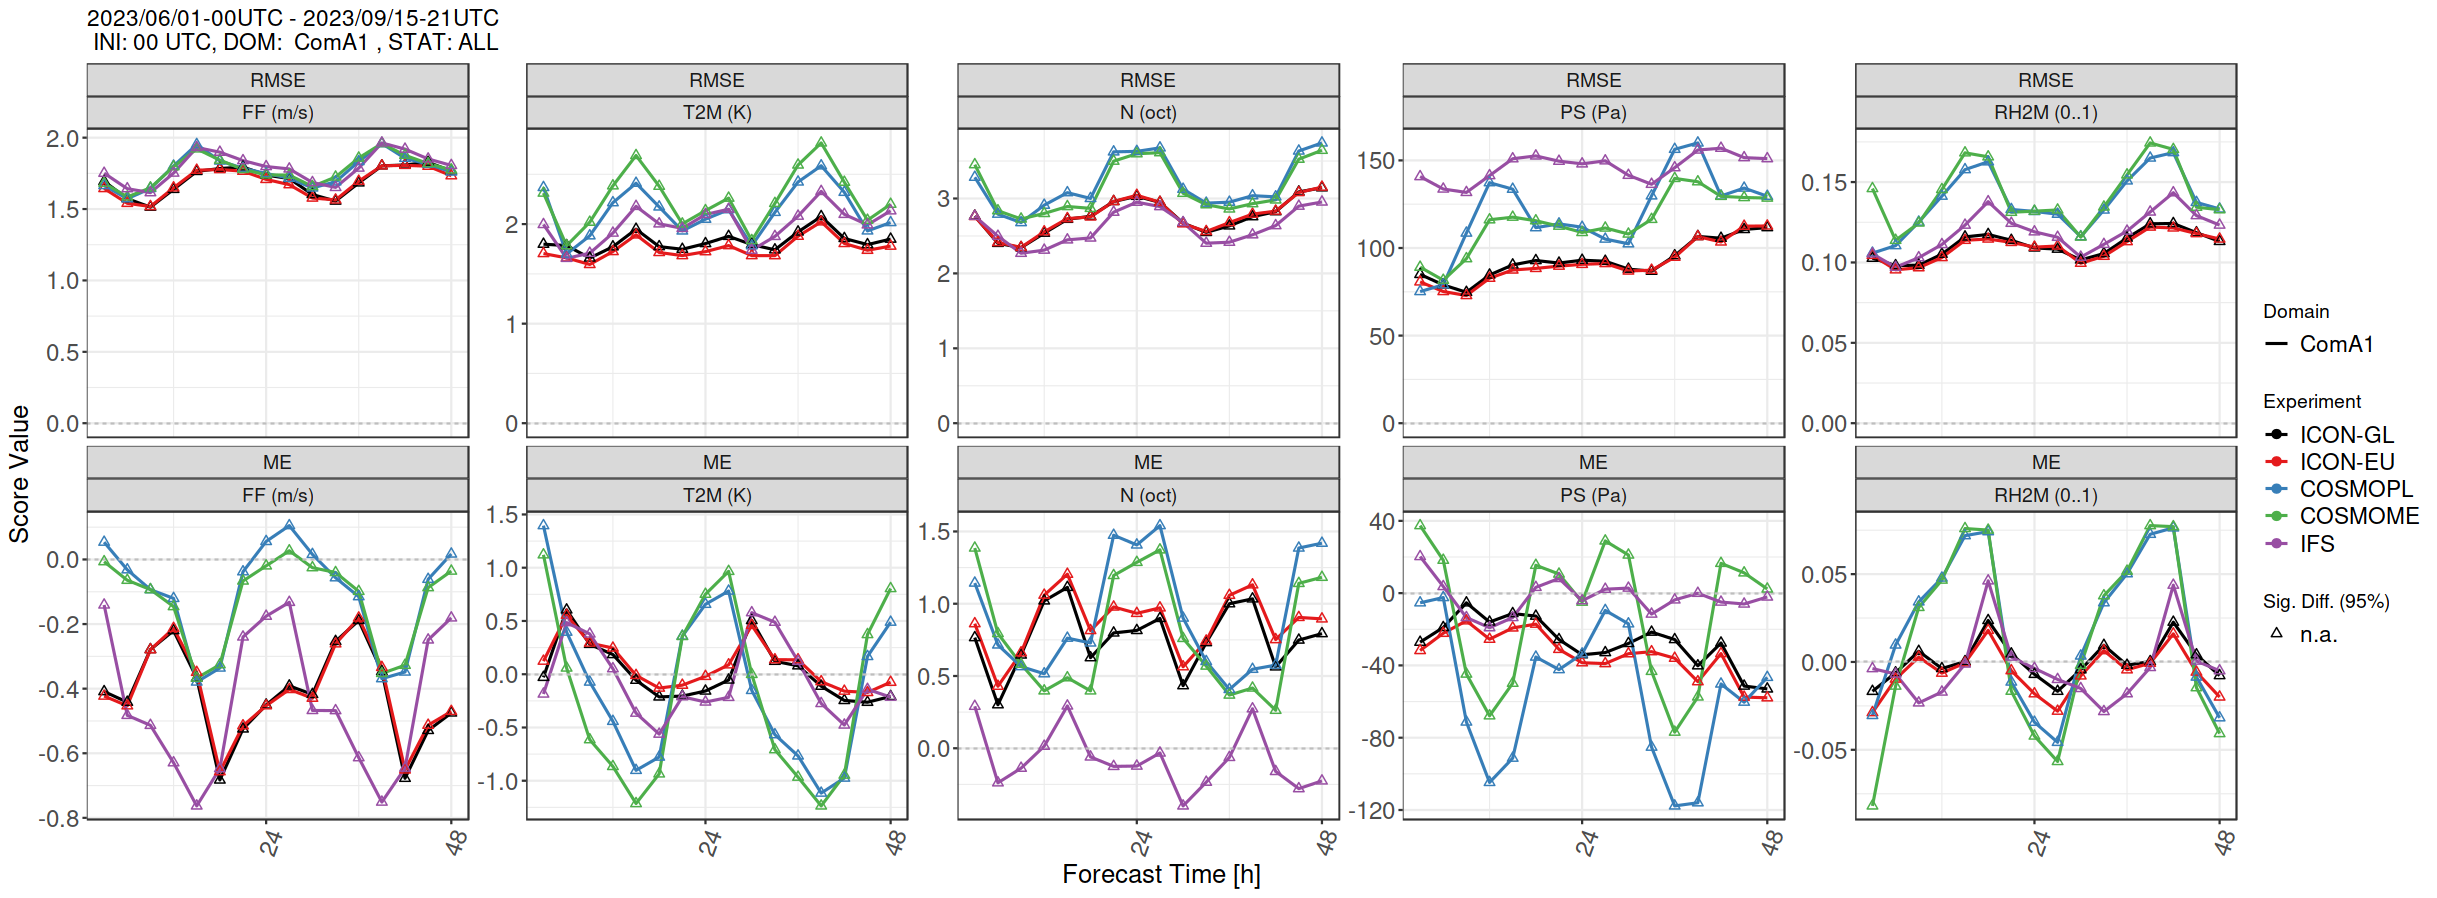 2023/06/01-00UTC - 2023/09/15-21UTC
INI: 00 UTC, DOM:  ComA1 , STAT: ALL
RMSE RMSE RMSE RMSE RMSE
FF (m/s) T2M (K) N (oct) PS (Pa) RH2M (0..1)
2.0
1.5
1.0
0.5
0.0
2
1
0
3
2
1
0
150
100
50
0
0.15
0.10
0.05
0.00
ME ME ME ME ME
FF (m/s) T2M (K) N (oct) PS (Pa) RH2M (0..1)
0.0
-0.2
-0.4
-0.6
-0.8
1.5
1.0
0.5
0.0
-0.5
-1.0
1.5
1.0
0.5
0.0
40
0
-40
-80
-120
0.05
0.00
-0.05
24 48 24 48 24 48 24 48 24 48
Forecast Time [h]
Score Value
Domain
ComA1
Experiment
ICON-GL
ICON-EU
COSMOPL
COSMOME
IFS
Sig. Diff. (95%)
n.a.